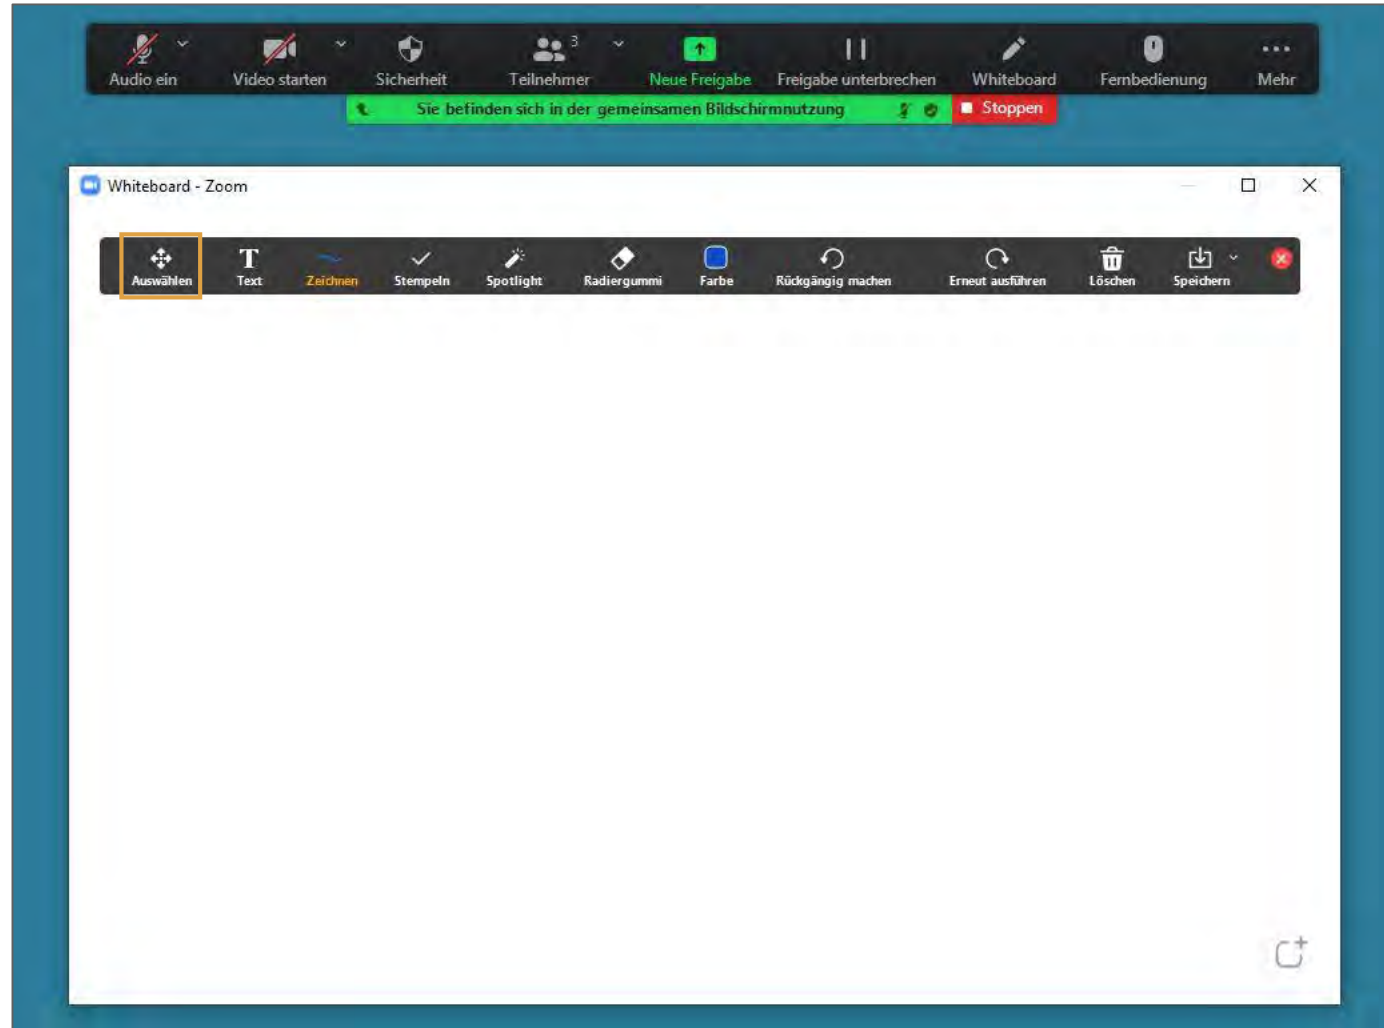 Audio ein Video starten Sicherheit Teilnehmer 3 Neue Freigabe Freigabe unterbrechen Whiteboard Fernbedienung Mehr
Sie befinden sich in der gemeinsamen Bildschirmnutzung Stoppen
Whiteboard - Zoom
Auswählen Text Zeichnen Stempeln Spotlight Radiergummi Farbe Rückgängig machen Erneut ausführen Löschen Speichern